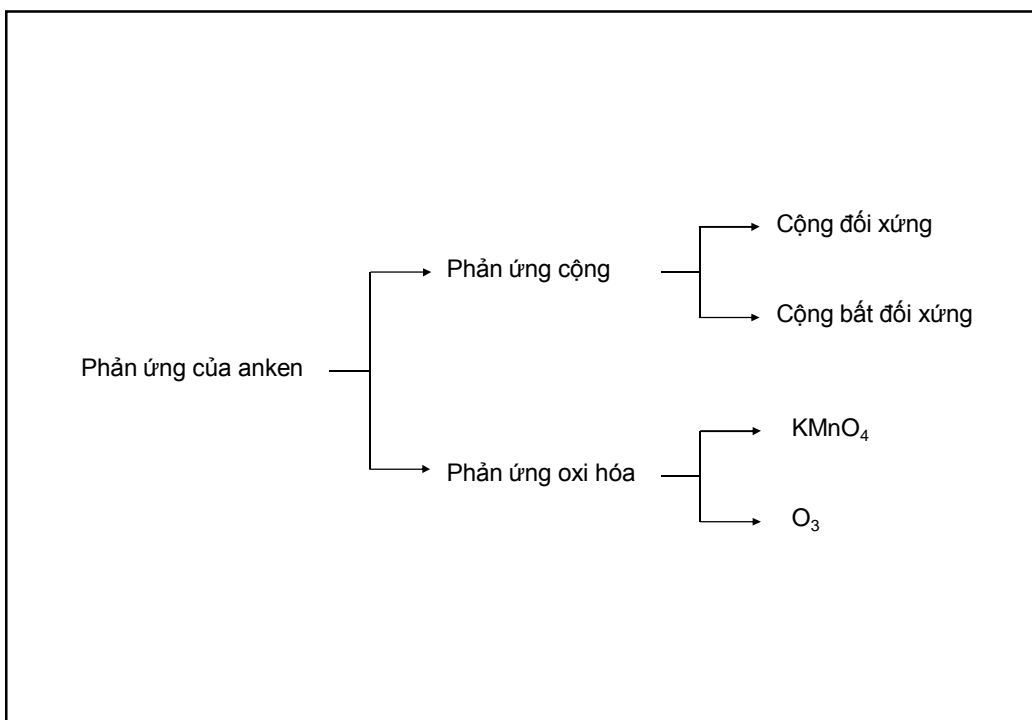 Cộng đối xứng
Phản ứng cộng
Cộng bất đối xứng
Phản ứng của anken
KMnO₄
Phản ứng oxi hóa
O₃